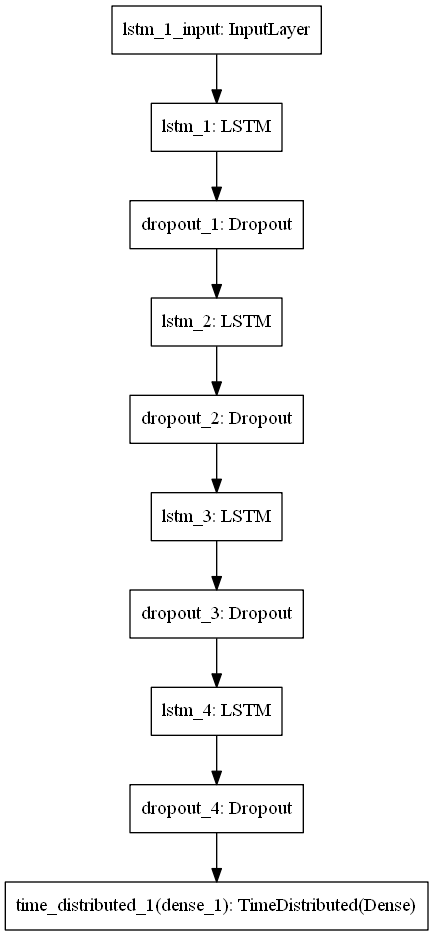 lstm_1_input: InputLayer
lstm_1: LSTM
dropout_1: Dropout
lstm_2: LSTM
dropout_2: Dropout
lstm_3: LSTM
dropout_3: Dropout
lstm_4: LSTM
dropout_4: Dropout
time_distributed_1(dense_1): TimeDistributed(Dense)